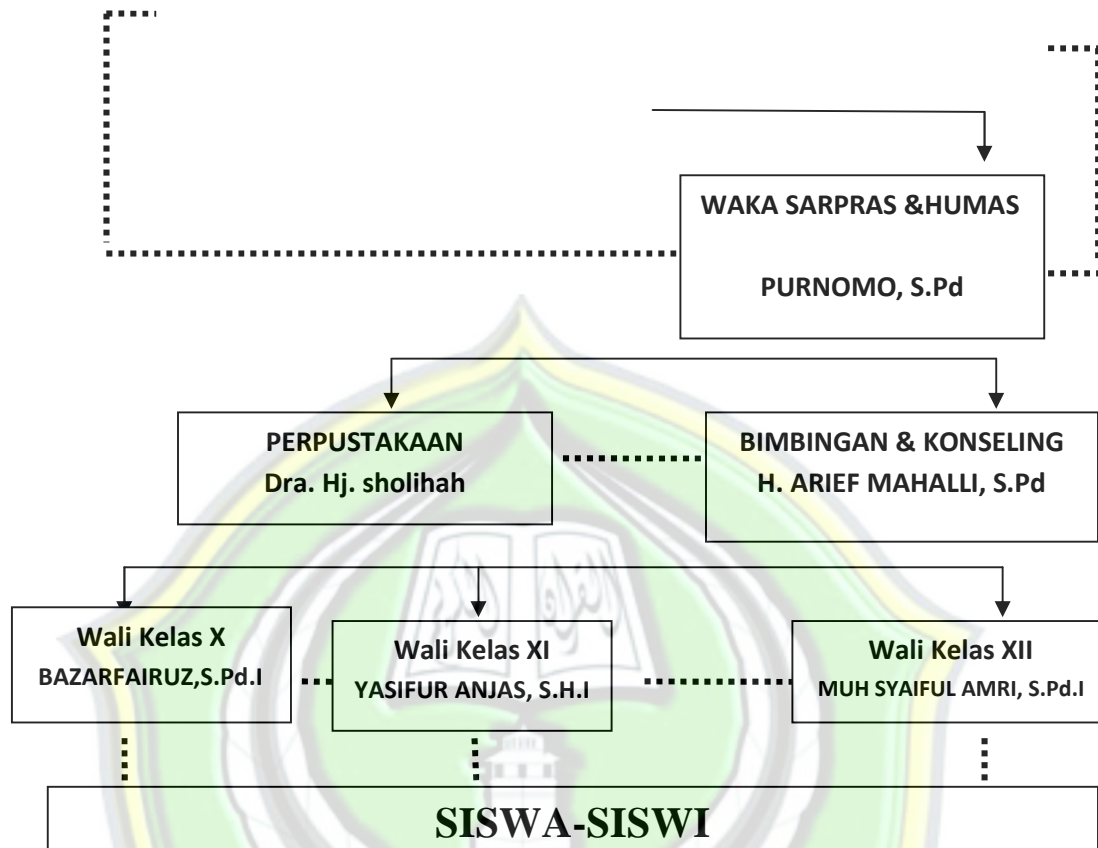 WAKA SARPRAS &HUMAS
PURNOMO, S.Pd
PERPUSTAKAAN
Dra. Hj. sholihah
BIMBINGAN & KONSELING
H. ARIEF MAHALLI, S.Pd
Wali Kelas X
BAZARFAIRUZ,S.Pd.I
Wali Kelas XI
YASIFUR ANJAS, S.H.I
Wali Kelas XII
MUH SYAIFUL AMRI, S.Pd.I
SISWA-SISWI